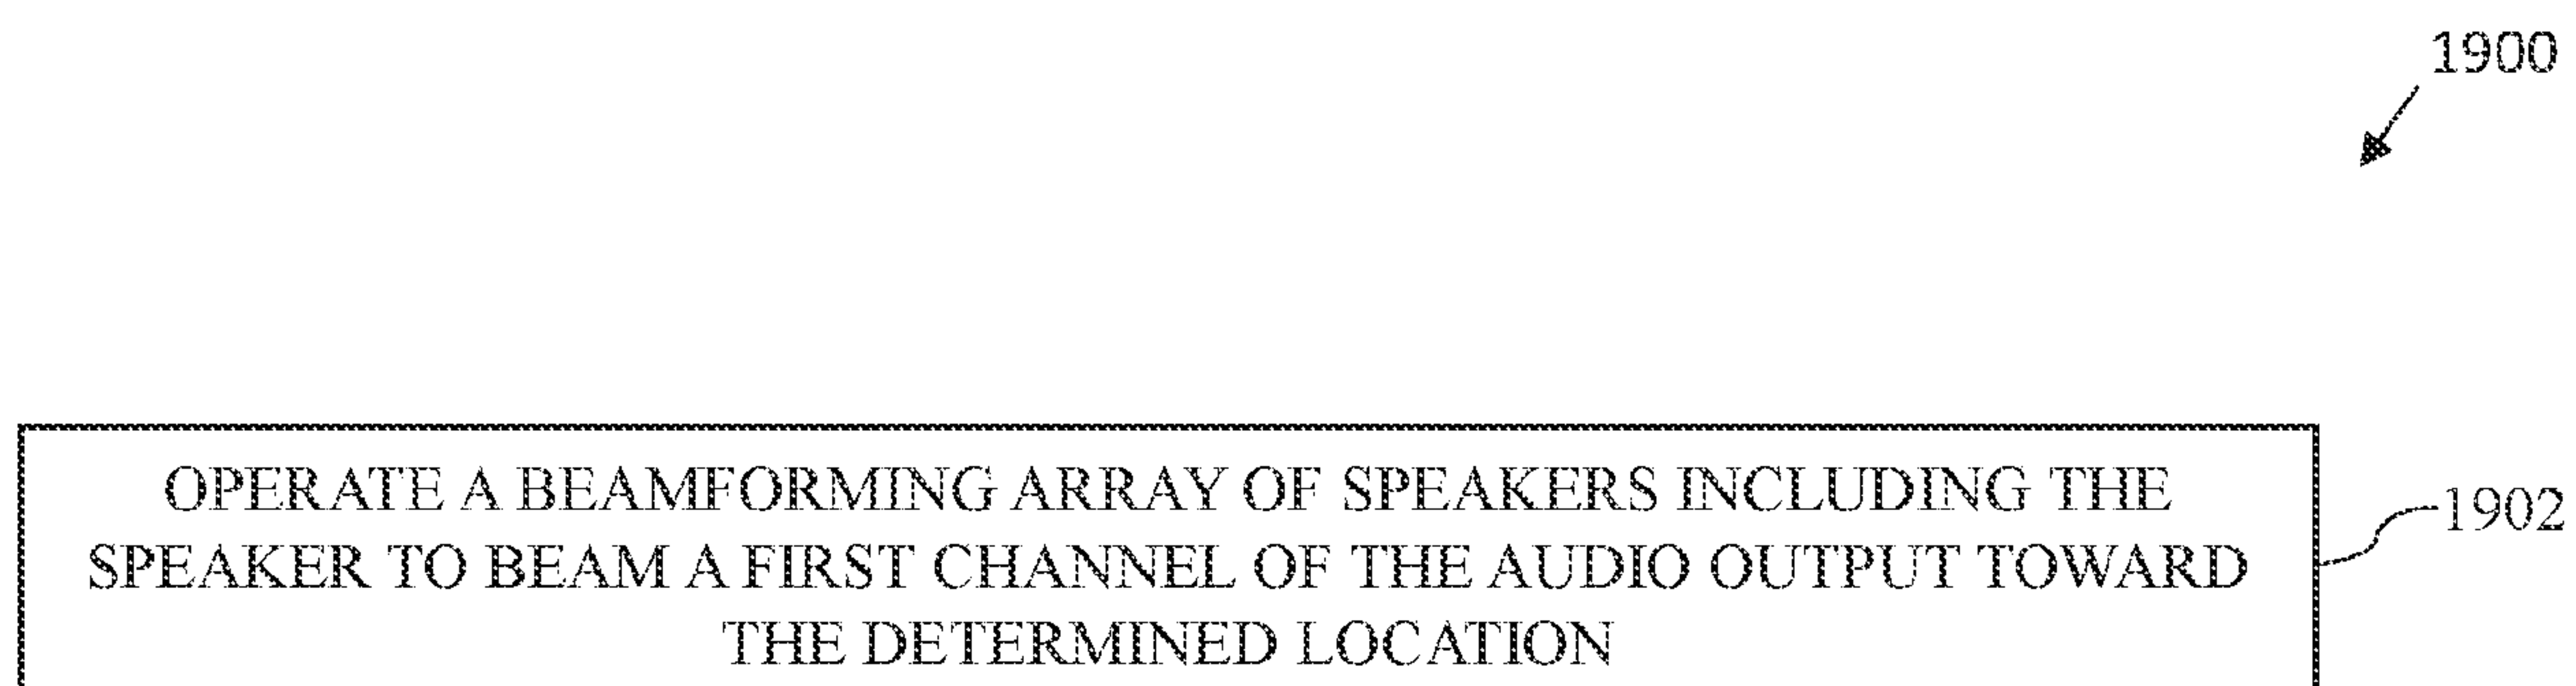 1900
OPERATE A BEAMFORMING ARRAY OF SPEAKERS INCLUDING THE
SPEAKER TO BEAM A FIRST CHANNEL OF THE AUDIO OUTPUT TOWARD
THE DETERMINED LOCATION
1902